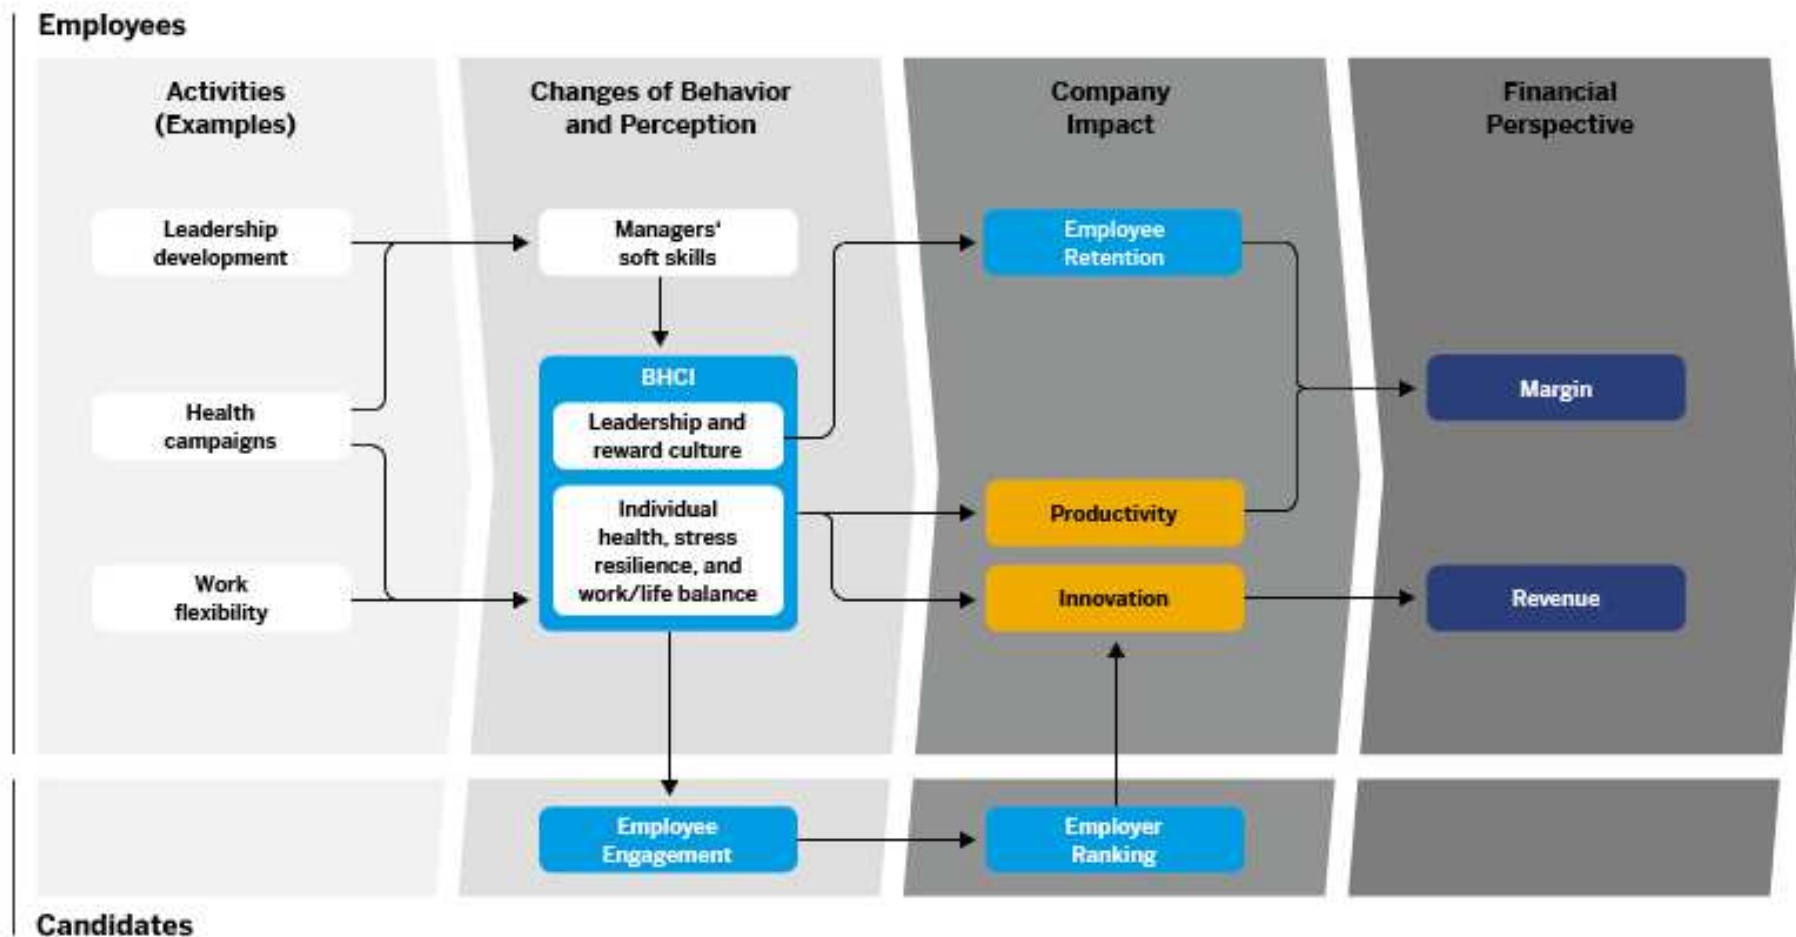 Employees
Activities
(Examples)
Changes of Behavior
and Perception
Company
Impact
Financial
Perspective
Leadership
development
Managers'
soft skills
Employee
Retention
BHCI
Margin
Health
campaigns
Leadership and
reward culture
Individual
health, stress
resilience, and
work/life balance
Productivity
Work
flexibility
Innovation
Revenue
Employee
Engagement
Employer
Ranking
Candidates